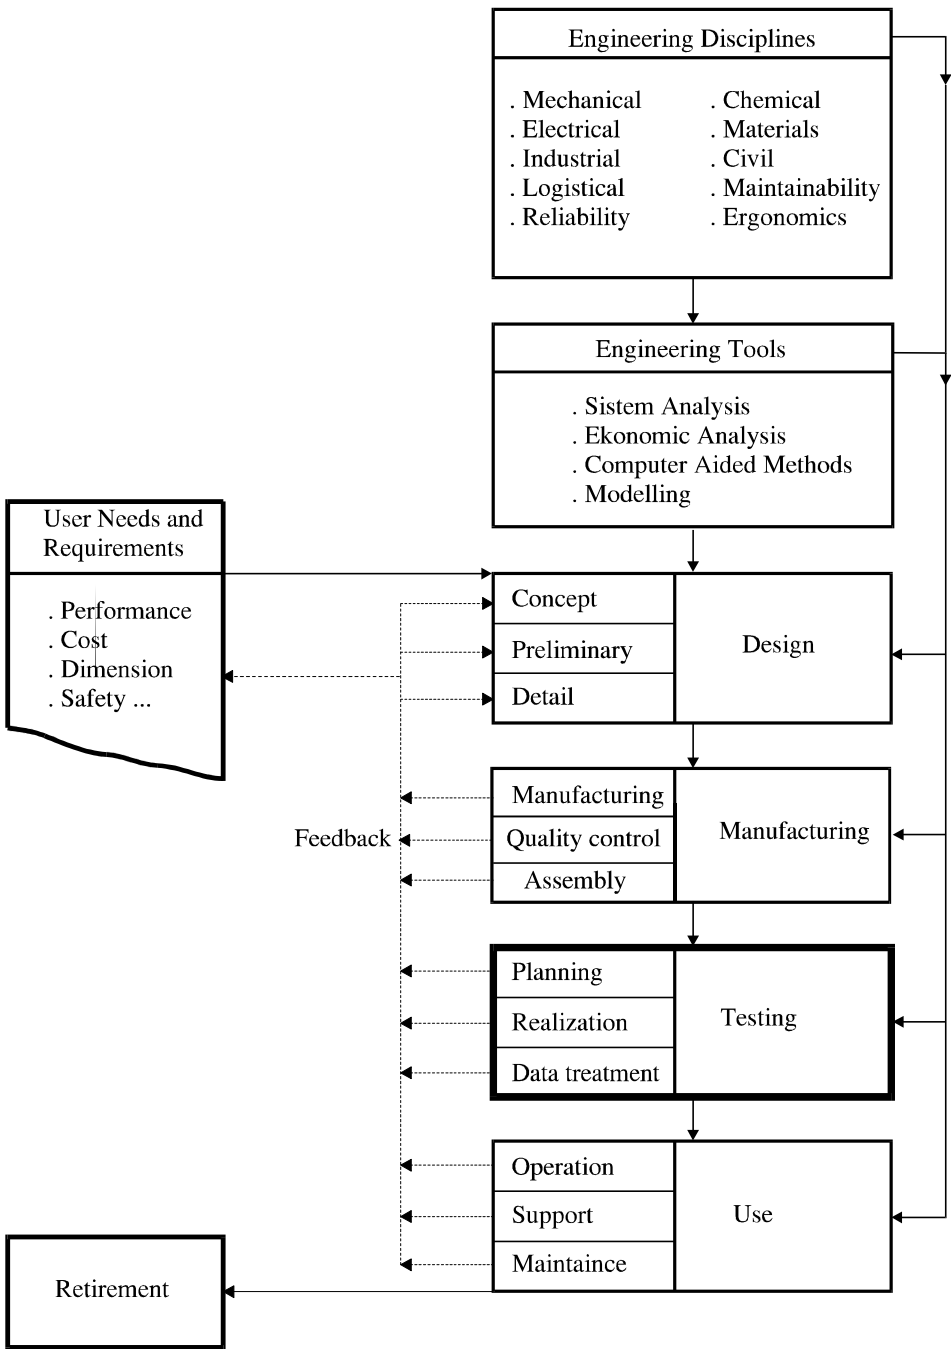 Engineering Disciplines
. Mechanical
. Electrical
. Industrial
. Logistical
. Reliability
. Chemical
. Materials
. Civil
. Maintainability
. Ergonomics
Engineering Tools
. Sistem Analysis
. Ekonomic Analysis
. Computer Aided Methods
. Modelling
User Needs and
Requirements
. Performance
. Cost
. Dimension
. Safety ...
Concept
Preliminary
Detail
Design
Feedback
Manufacturing
Quality control
Assembly
Manufacturing
Planning
Realization
Data treatment
Testing
Operation
Support
Maintaince
Use
Retirement